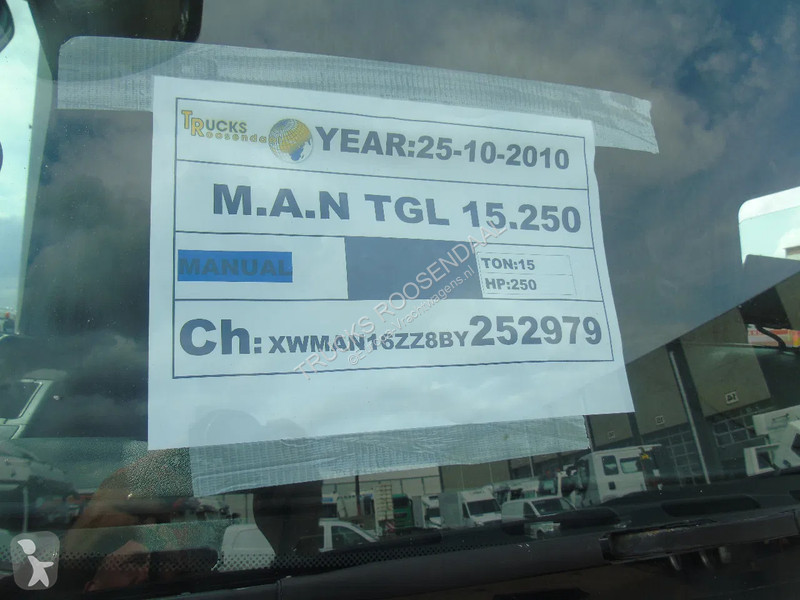 TRUCKS
Roosendaal
YEAR:25-10-2010
M.A.N TGL 15.250
MANUAL
TON:15
HP:250
Ch: XWMAN16ZZ8BY252979
TRUCKS ROOSENDAAL